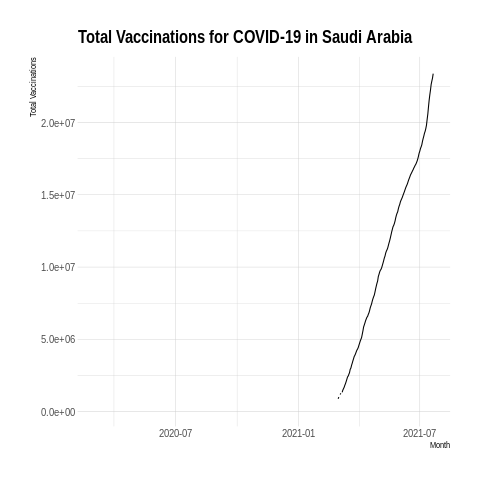 Total Vaccinations for COVID-19 in Saudi Arabia
Total Vaccinations
2.0e+07
1.5e+07
1.0e+07
5.0e+06
0.0e+00
2020-07
2021-01
2021-07
Month